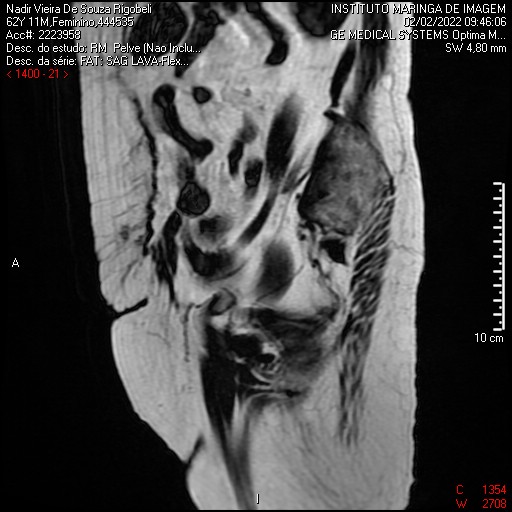 Nadir Vieira De Souza Rigobeli
62Y 11M,Feminino,444535
Acc#: 2223953
Desc. do estudo: RM Pelve (Nao Inclu...
Desc. da série: FAT: SAG LAVA-Flex...
< 1400 - 21 >
INSTITUTO MARINGA DE IMAGEM
02/02/2022 09:46:06
GE MEDICAL SYSTEMS Optima M...
SW 4,80 mm
A
10 cm
I
C 1354
W 2708